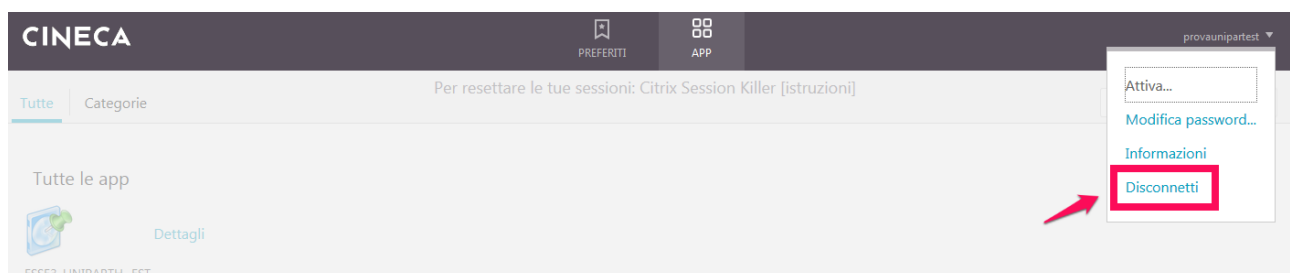 CINECA
PREFERITI
APP
provaunipartest
Per resettare le tue sessioni: Citrix Session Killer [istruzioni]
Tutte
Categorie
Attiva...
Modifica password...
Informazioni
Disconnetti
Tutte le app
Dettagli